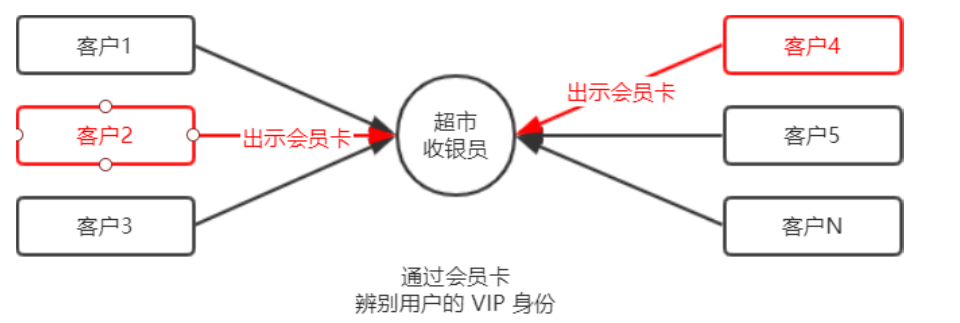 客户1
客户4
出示会员卡
超市
收银员
客户2
出示会员卡
客户5
客户3
客户N
通过会员卡
辨别用户的 VIP 身份